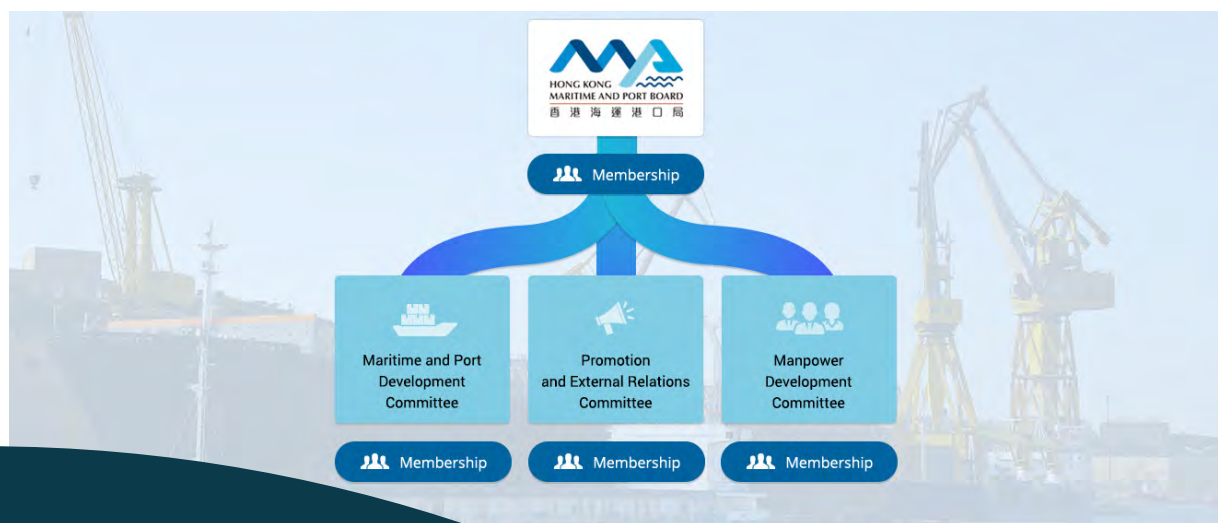 HONG KONG
MARITIME AND PORT BOARD
香港海運港口局
Membership
Maritime and Port
Development
Committee
Promotion
and External Relations
Committee
Manpower
Development
Committee
Membership
Membership
Membership